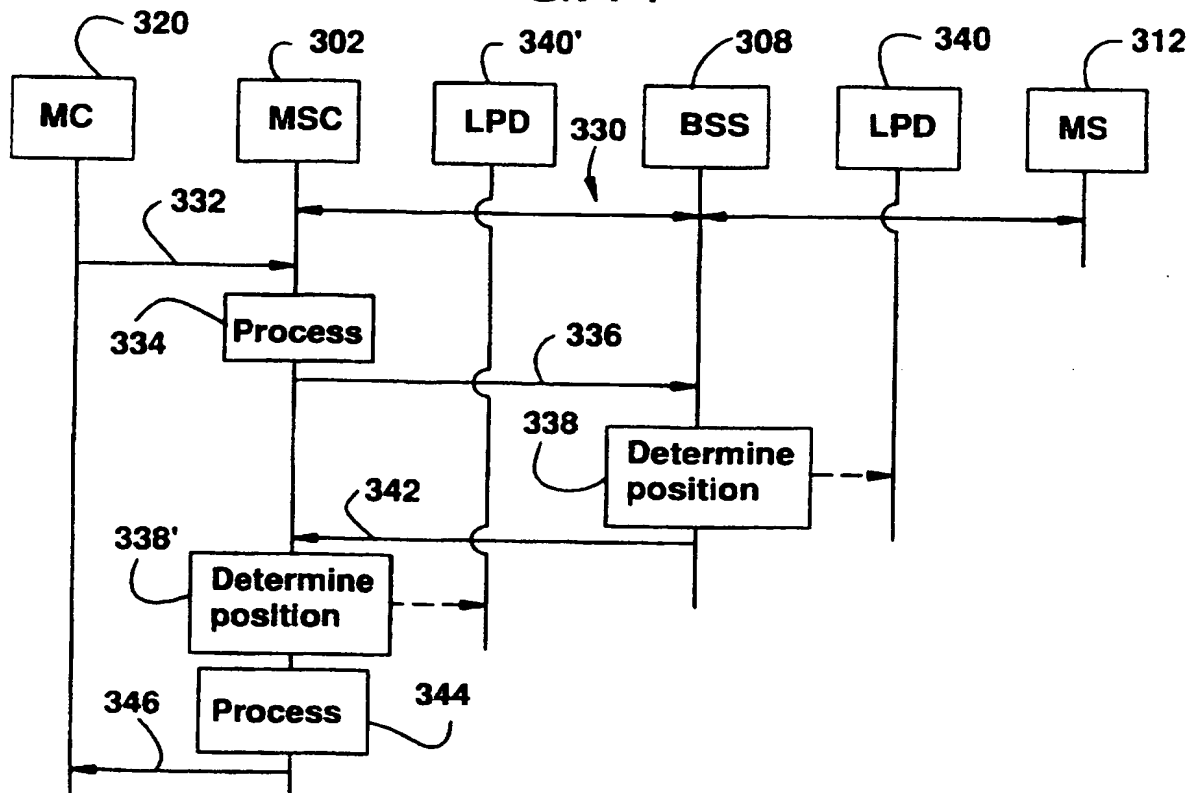 320
302
340'
308
340
312
MC
MSC
LPD
BSS
LPD
MS
330
332
334
Process
336
338
Determine
position
342
338'
Determine
position
346
Process
344